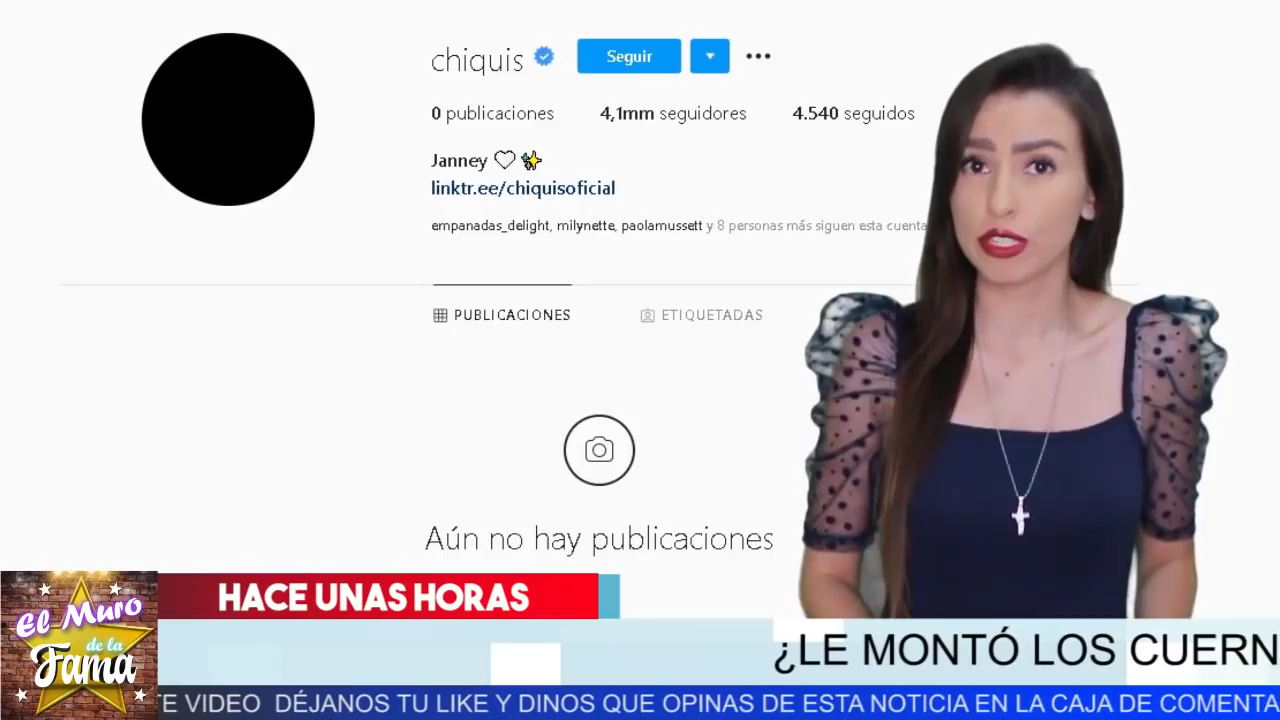 chiquis
Seguir
0 publicaciones 4,1mm seguidores 4.540 seguidos
Janney
linktr.ee/chiquisoficial
empanadas_delight, milynette, paolamussett y 8 personas más siguen esta cuenta
PUBLICACIONES ETIQUETADAS
Aún no hay publicaciones
HACE UNAS HORAS
El Muro
de la
Fama
¿LE MONTÓ LOS CUERN
E VIDEO DÉJANOS TU LIKE Y DINOS QUE OPINAS DE ESTA NOTICIA EN LA CAJA DE COMENTA